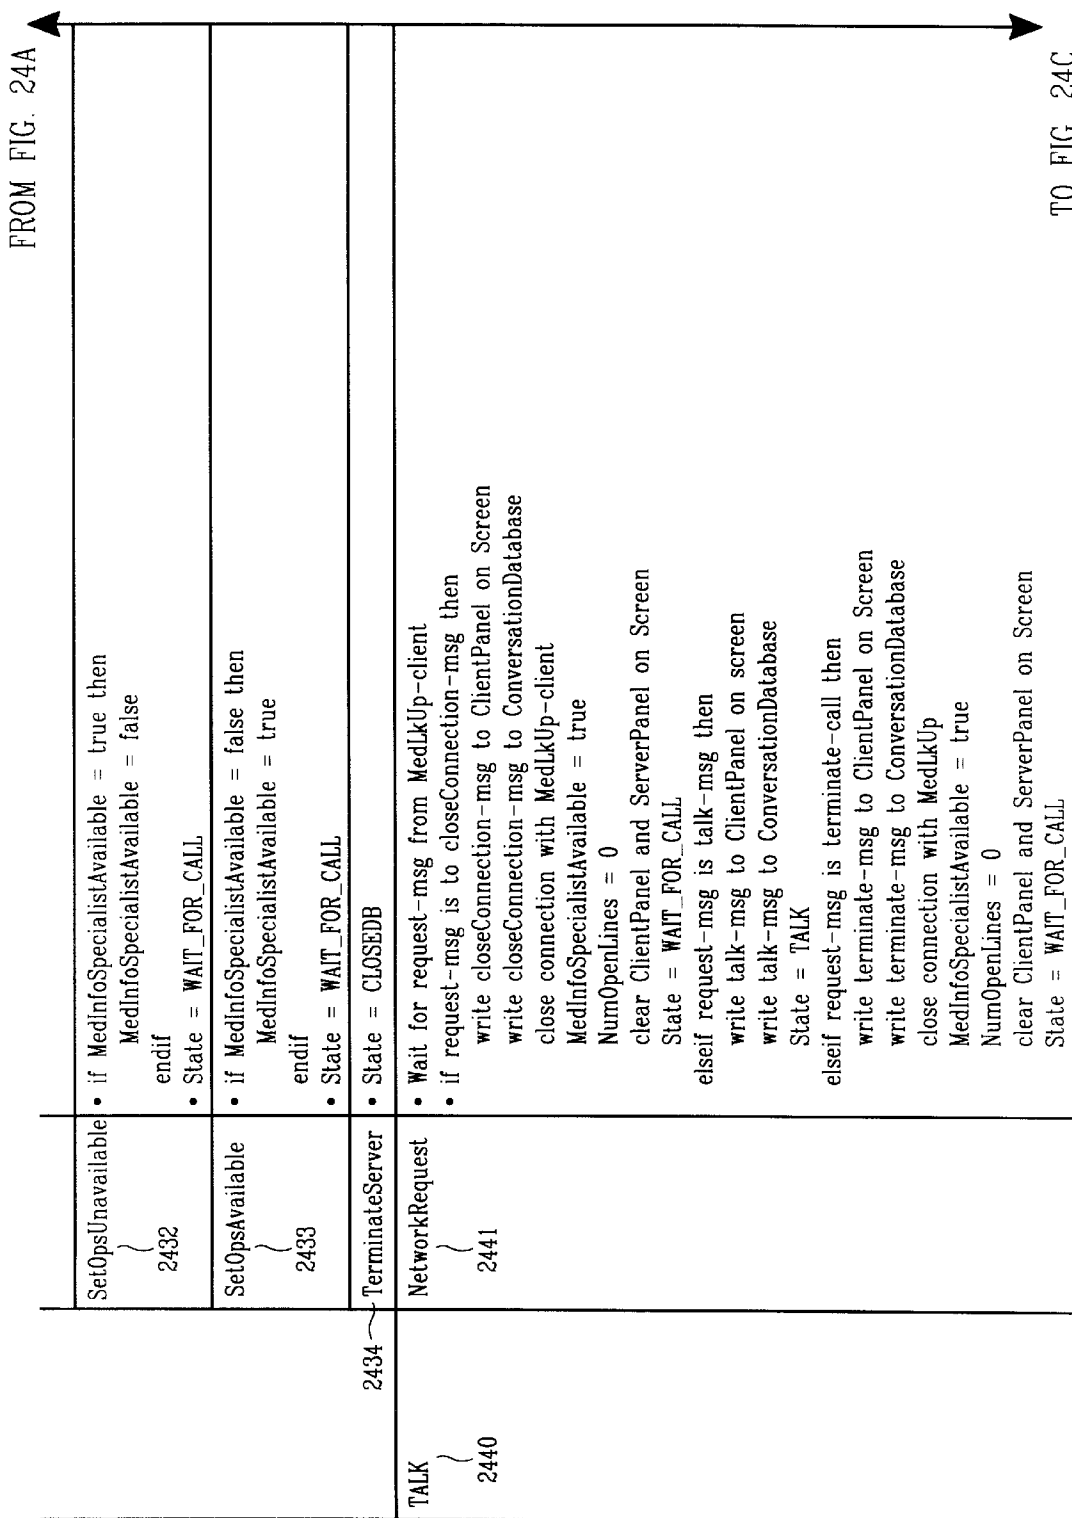 FROM FIG. 24A
SetOpsUnavailable
2432
• if MedInfoSpecialistAvailable = true then
MedInfoSpecialistAvailable = false
endif
• State = WAIT_FOR_CALL
SetOpsAvailable
2433
• if MedInfoSpecialistAvailable = false then
MedInfoSpecialistAvailable = true
endif
• State = WAIT_FOR_CALL
2434
TerminateServer
• State = CLOSEDB
TALK
2440
NetworkRequest
2441
• Wait for request-msg from MedLkUp-client
• if request-msg is to closeConnection-msg then
write closeConnection-msg to ClientPanel on Screen
write closeConnection-msg to ConversationDatabase
close connection with MedLkUp-client
MedInfoSpecialistAvailable = true
NumOpenLines = 0
clear ClientPanel and ServerPanel on Screen
State = WAIT_FOR_CALL
elseif request-msg is talk-msg then
write talk-msg to ClientPanel on screen
write talk-msg to ConversationDatabase
State = TALK
elseif request-msg is terminate-call then
write terminate-msg to ClientPanel on Screen
write terminate-msg to ConversationDatabase
close connection with MedLkUp
MedInfoSpecialistAvailable = true
NumOpenLines = 0
clear ClientPanel and ServerPanel on Screen
State = WAIT_FOR_CALL
TO FIG. 24C